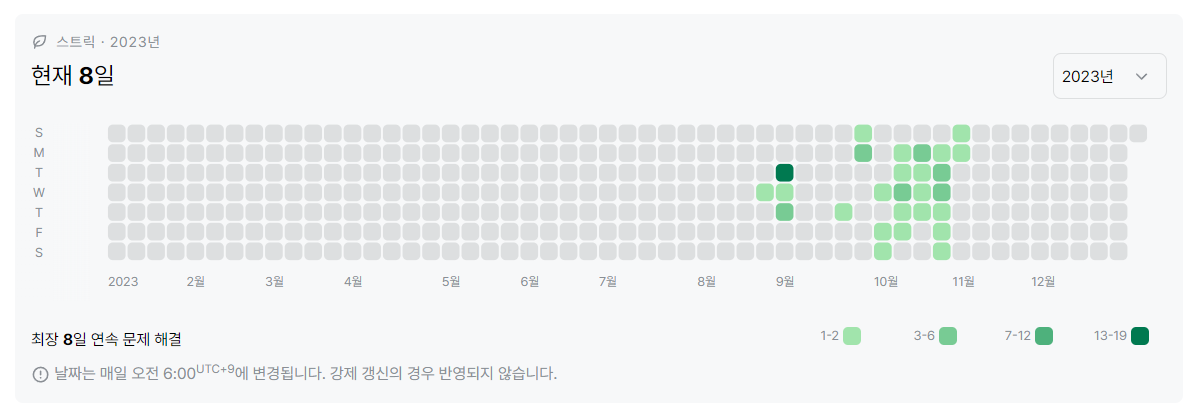 스트릭 · 2023년
현재 8일
2023년
S
M
T
W
T
F
S
2023 2월 3월 4월 5월 6월 7월 8월 9월 10월 11월 12월
최장 8일 연속 문제 해결
1-2 3-6 7-12 13-19
날짜는 매일 오전 6:00UTC+9에 변경됩니다. 강제 갱신의 경우 반영되지 않습니다.